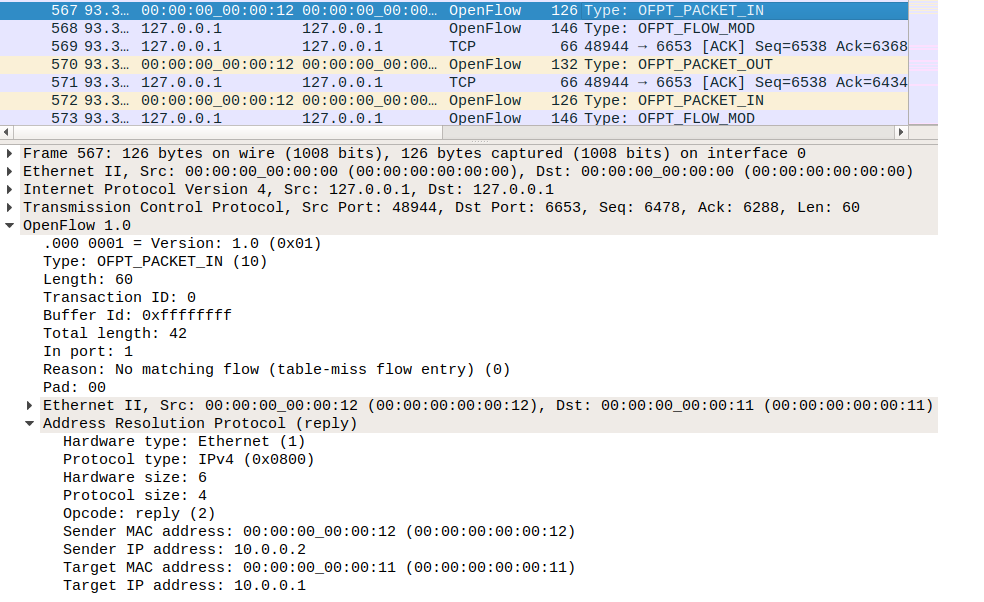 567 93.3… 00:00:00_00:00:12 00:00:00_00:00… OpenFlow 126 Type: OFPT_PACKET_IN
568 93.3… 127.0.0.1 127.0.0.1 OpenFlow 146 Type: OFPT_FLOW_MOD
569 93.3… 127.0.0.1 127.0.0.1 TCP 66 48944 → 6653 [ACK] Seq=6538 Ack=6368
570 93.3… 00:00:00_00:00:12 00:00:00_00:00… OpenFlow 132 Type: OFPT_PACKET_OUT
571 93.3… 127.0.0.1 127.0.0.1 TCP 66 48944 → 6653 [ACK] Seq=6538 Ack=6434
572 93.3… 00:00:00_00:00:12 00:00:00_00:00… OpenFlow 126 Type: OFPT_PACKET_IN
573 93.3… 127.0.0.1 127.0.0.1 OpenFlow 146 Type: OFPT_FLOW_MOD
Frame 567: 126 bytes on wire (1008 bits), 126 bytes captured (1008 bits) on interface 0
Ethernet II, Src: 00:00:00_00:00:00 (00:00:00:00:00:00), Dst: 00:00:00_00:00:00 (00:00:00:00:00:00)
Internet Protocol Version 4, Src: 127.0.0.1, Dst: 127.0.0.1
Transmission Control Protocol, Src Port: 48944, Dst Port: 6653, Seq: 6478, Ack: 6288, Len: 60
OpenFlow 1.0
.000 0001 = Version: 1.0 (0x01)
Type: OFPT_PACKET_IN (10)
Length: 60
Transaction ID: 0
Buffer Id: 0xffffffff
Total length: 42
In port: 1
Reason: No matching flow (table-miss flow entry) (0)
Pad: 00
Ethernet II, Src: 00:00:00_00:00:12 (00:00:00:00:00:12), Dst: 00:00:00_00:00:11 (00:00:00:00:00:11)
Address Resolution Protocol (reply)
Hardware type: Ethernet (1)
Protocol type: IPv4 (0x0800)
Hardware size: 6
Protocol size: 4
Opcode: reply (2)
Sender MAC address: 00:00:00_00:00:12 (00:00:00:00:00:12)
Sender IP address: 10.0.0.2
Target MAC address: 00:00:00_00:00:11 (00:00:00:00:00:11)
Target IP address: 10.0.0.1